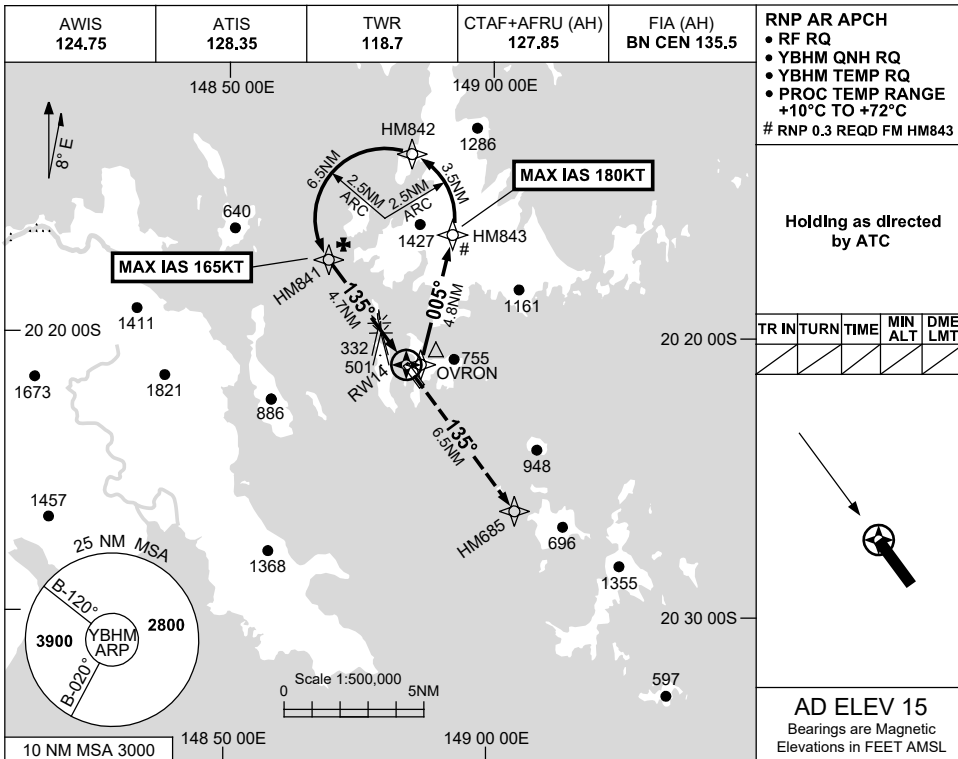 AWIS
124.75
ATIS
128.35
TWR
118.7
CTAF+AFRU (AH)
127.85
FIA (AH)
BN CEN 135.5
RNP AR APCH
• RF RQ
• YBHM QNH RQ
• YBHM TEMP RQ
• PROC TEMP RANGE
+10°C TO +72°C
# RNP 0.3 REQD FM HM843
Holding as directed
by ATC
TR IN
TURN
TIME
MIN
ALT
DME
LMT
148 50 00E
149 00 00E
8° E
HM842
1286
6.5NM
3.5NM
2.5NM
ARC
2.5NM
ARC
MAX IAS 180KT
640
1427
HM843
#
MAX IAS 165KT
HM841
135°
4.7NM
005°
4.8NM
1161
1411
20 20 00S
20 20 00S
332
501
RW14
755
OVRON
1673
1821
886
135°
6.5NM
948
1457
HM685
696
25 NM MSA
1368
1355
B-120°
3900
YBHM
ARP
2800
B-020°
20 30 00S
597
Scale 1:500,000
0
5NM
10 NM MSA 3000
148 50 00E
149 00 00E
AD ELEV 15
Bearings are Magnetic
Elevations in FEET AMSL